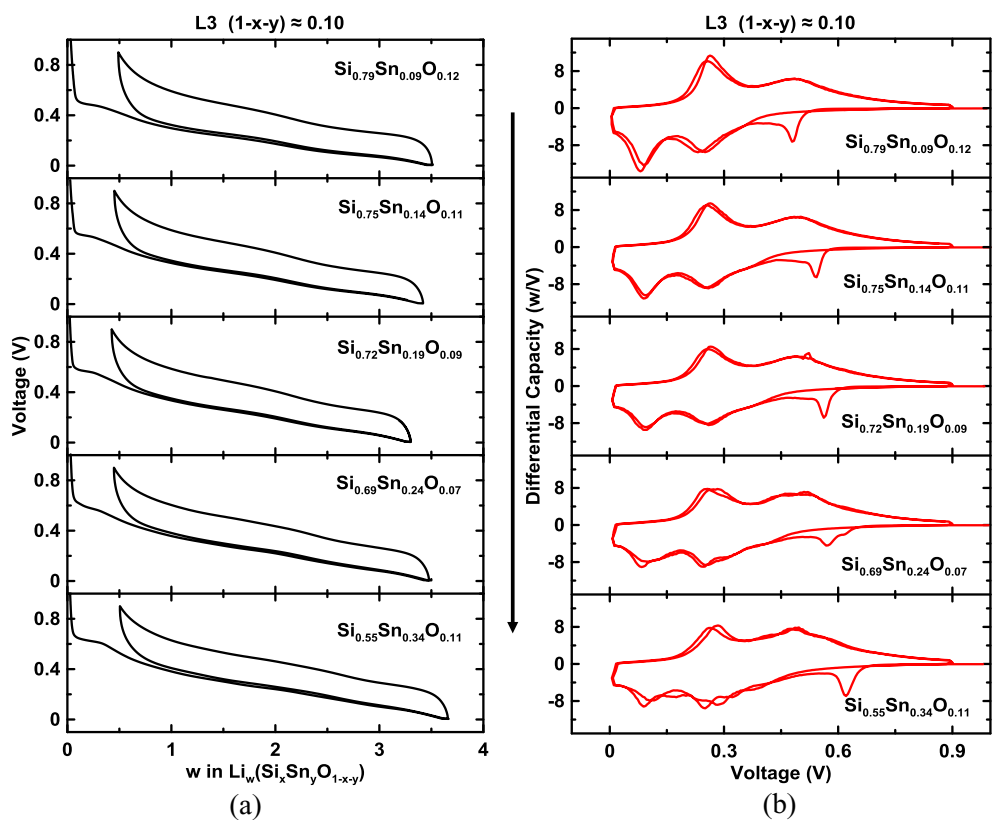 L3 (1-x-y) ≈ 0.10
L3 (1-x-y) ≈ 0.10
Voltage (V)
0.8
0.4
0
Si0.79Sn0.09O0.12
0.8
0.4
0
Si0.75Sn0.14O0.11
0.8
0.4
0
Si0.72Sn0.19O0.09
0.8
0.4
0
Si0.69Sn0.24O0.07
0.8
0.4
0
Si0.55Sn0.34O0.11
0 1 2 3 4
w in Liw(SixSnyO1-x-y)
(a)
Differential Capacity (w/V)
8
0
-8
Si0.79Sn0.09O0.12
8
0
-8
Si0.75Sn0.14O0.11
8
0
-8
Si0.72Sn0.19O0.09
8
0
-8
Si0.69Sn0.24O0.07
8
0
-8
Si0.55Sn0.34O0.11
0 0.3 0.6 0.9
Voltage (V)
(b)